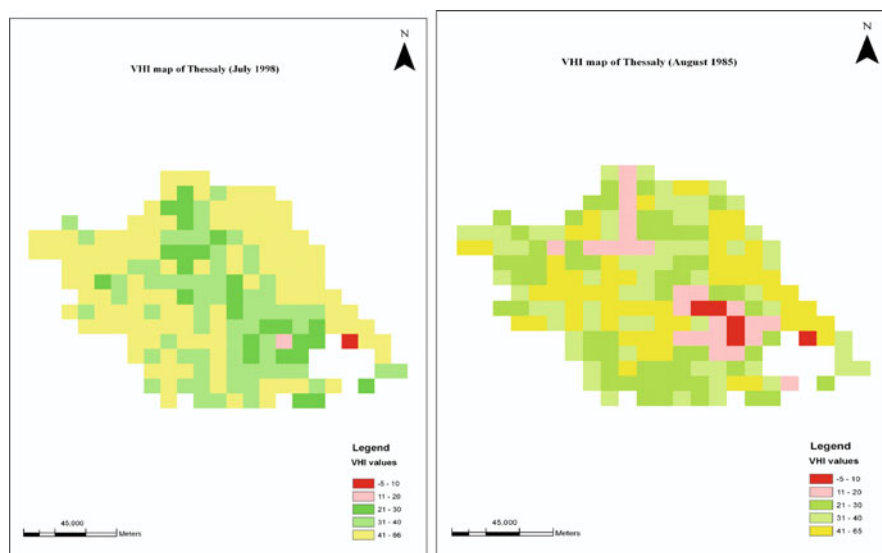 N
VHI map of Thessaly (July 1998)
Legend
VHI values
-5 - 10
11 - 20
21 - 30
31 - 40
41 - 66
45,000
Meters
N
VHI map of Thessaly (August 1985)
Legend
VHI values
-5 - 10
11 - 20
21 - 30
31 - 40
41 - 65
45,000
Meters